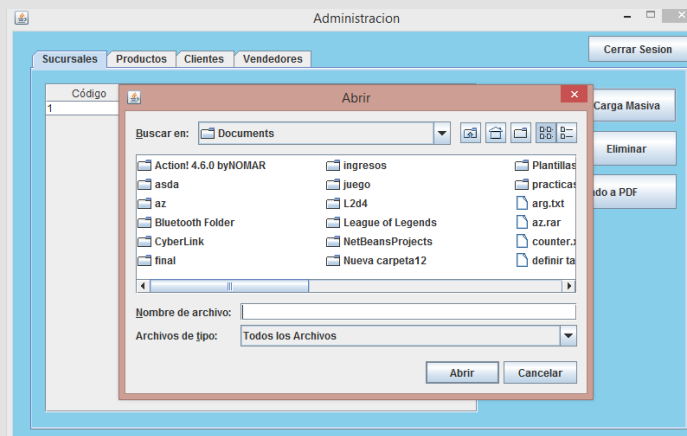 Administracion
Cerrar Sesion
Sucursales Productos Clientes Vendedores
Código
1
Carga Masiva
Eliminar
do a PDF
Abrir
Buscar en: Documents
Action! 4.6.0 byNOMAR ingresos Plantillas
asda juego practicas
az L2d4 arg.txt
Bluetooth Folder League of Legends az.rar
CyberLink NetBeansProjects counter.
final Nueva carpeta12 definir ta
Nombre de archivo:
Archivos de tipo: Todos los Archivos
Abrir Cancelar